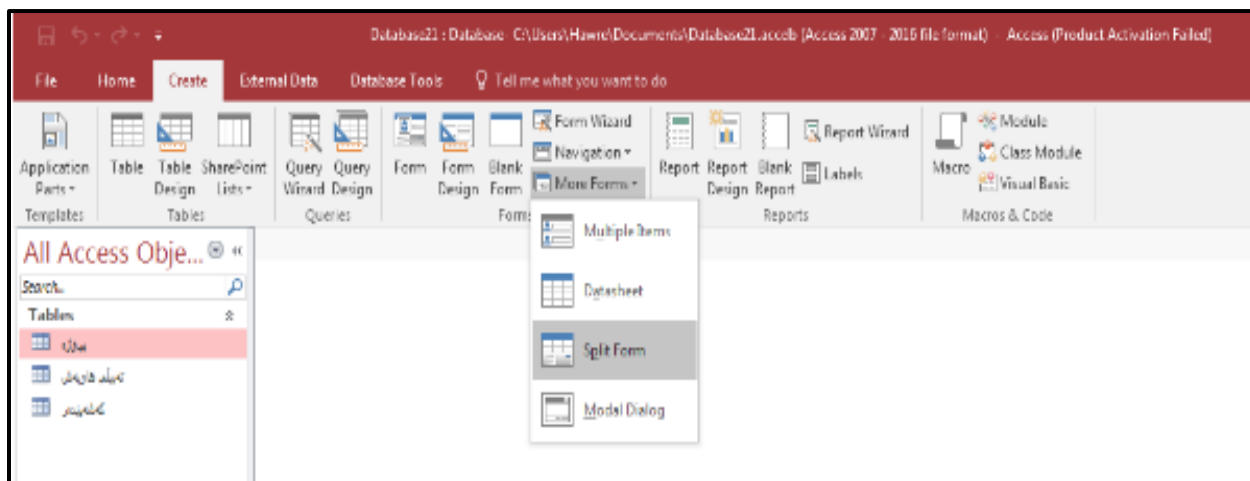 Database21 : Database- C:\Users\Hawre\Documents\Database21.accdb (Access 2007 - 2016 file format) - Access (Product Activation Failed)
File Home Create External Data Database Tools Tell me what you want to do
Application Parts
Table
Table Design
SharePoint Lists
Query Wizard
Query Design
Form
Form Design
Blank Form
Form Wizard
Navigation
More Forms
Report
Report Design
Blank Report
Report Wizard
Labels
Macro
Module
Class Module
Visual Basic
Templates Tables Queries Forms Reports Macros & Code
All Access Obje...
Search...
Tables
Multiple Items
Datasheet
Split Form
Modal Dialog